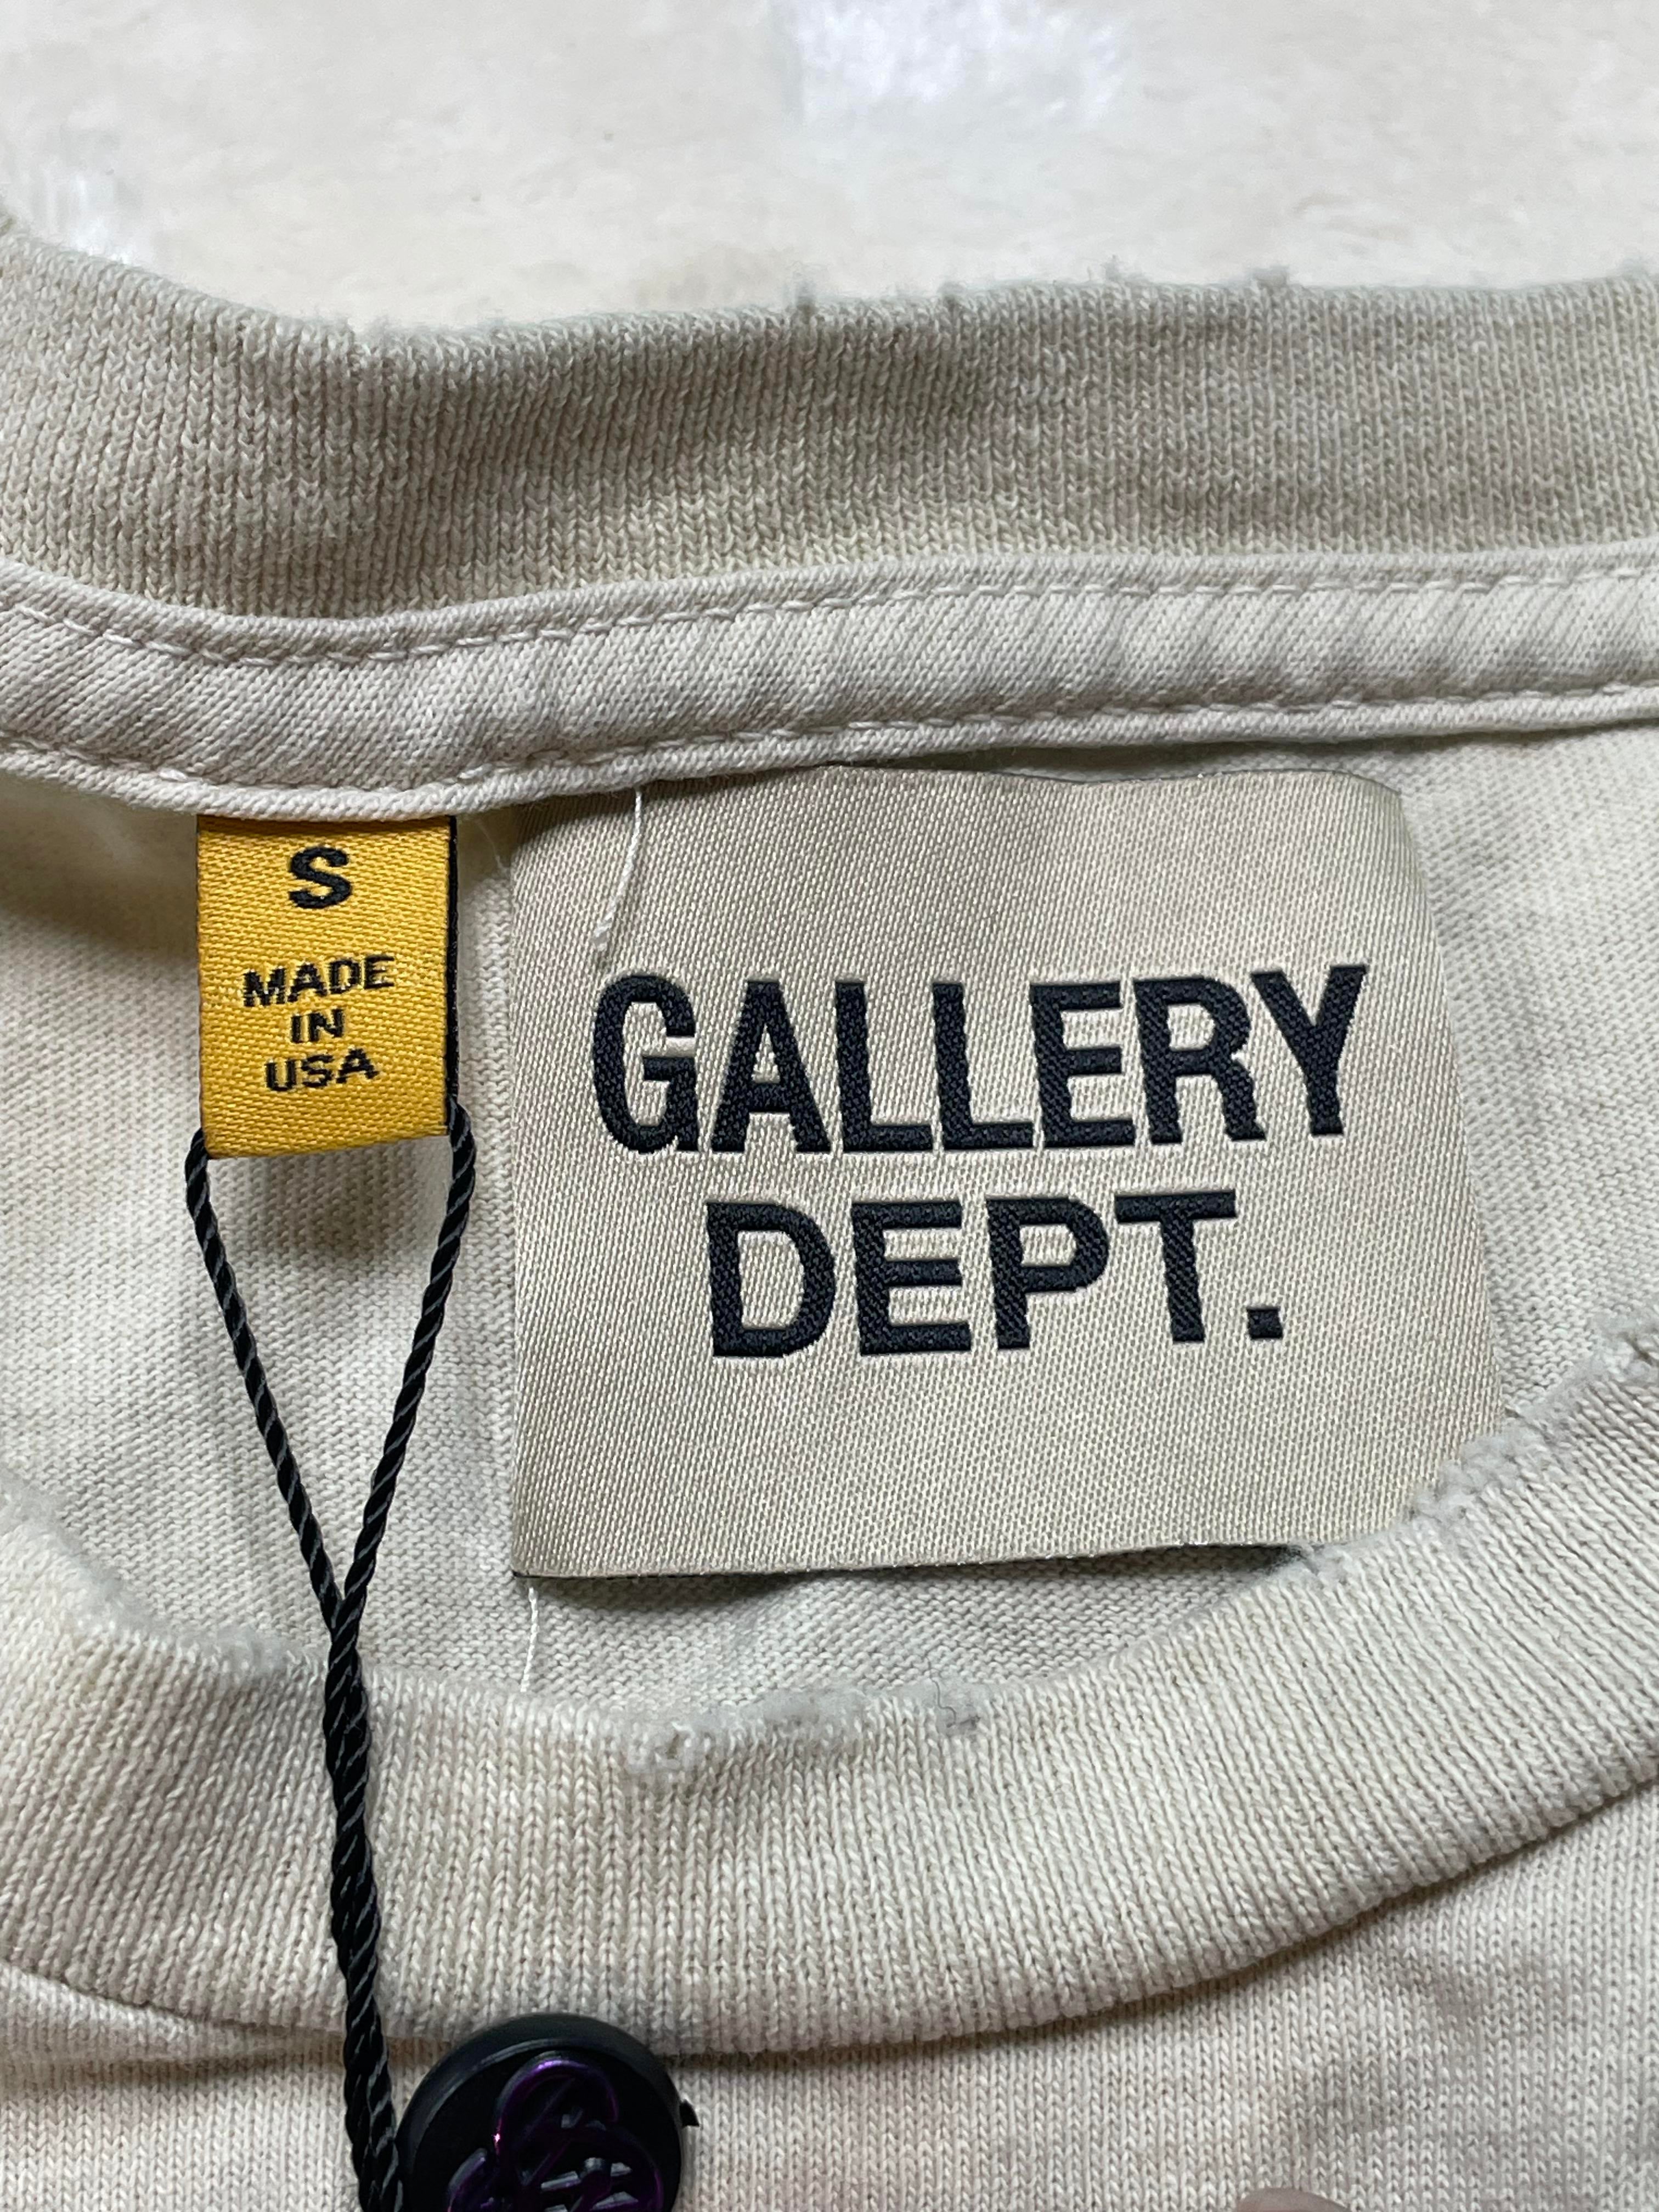 S
MADE
IN
USA
GALLERY
DEPT.